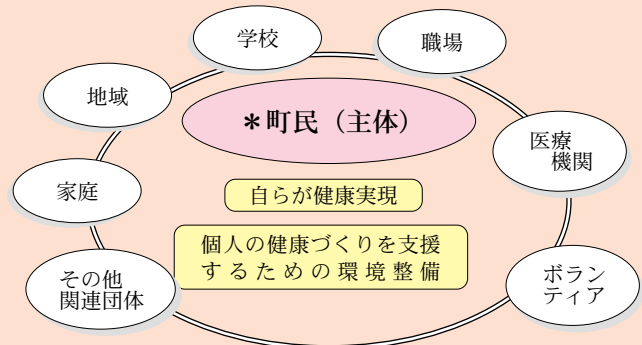 学校
職場
地域
＊町民（主体）
医療
機関
家庭
自らが健康実現
個人の健康づくりを支援
するための環境整備
その他
関連団体
ボラン
ティア